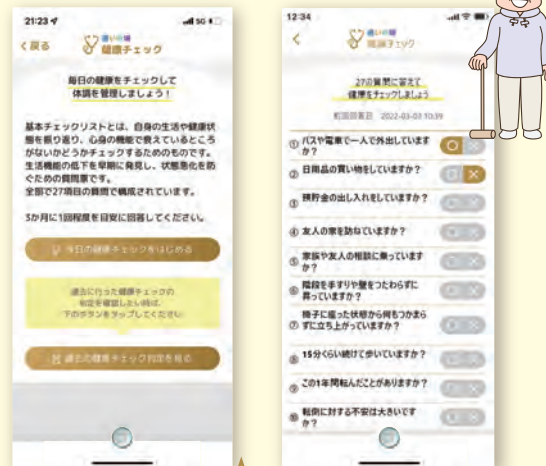 21:23
5G
く戻る
通いの場
健康チェック
毎日の健康をチェックして
体調を管理しましょう！
基本チェックリストとは、自身の生活や健康状
態を振り返り、心身の機能で衰えているところ
がないかどうかチェックするためのものです。
生活機能の低下を早期に発見し、状態悪化を防
ぐための質問票です。
全部で27項目の質問で構成されています。
3か月に1回程度を目安に回答してください。
今日の健康チェックをはじめる
過去に行った健康チェックの
判定を確認したい時は、
下のボタンをタップしてください
過去の健康チェック判定を見る
12:34
通いの場
健康チェック
27の質問に答えて
健康をチェックしましょう
前回回答日 2022-03-03 10:39
① バスや電車で一人で外出しています
か？
② 日用品の買い物をしていますか？
③ 預貯金の出し入れをしていますか？
④ 友人の家を訪ねていますか？
⑤ 家族や友人の相談に乗っています
か？
⑥ 階段を手すりや壁をつたわらずに
昇っていますか？
⑦ 椅子に座った状態から何もつかまら
ずに立ち上がっていますか？
⑧ 15分くらい続けて歩いていますか？
⑨ この1年間転んだことがありますか？
⑩ 転倒に対する不安は大きいです
か？